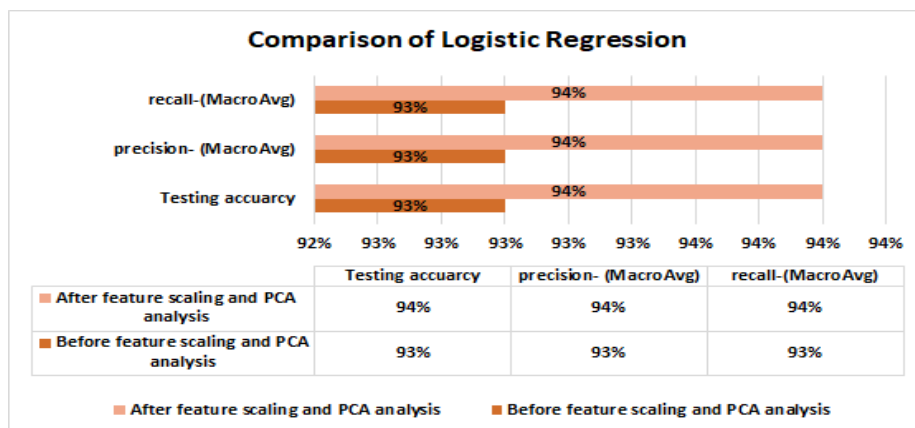 Comparison of Logistic Regression
recall-(MacroAvg)
94%
93%
precision- (MacroAvg)
94%
93%
Testing accuarcy
94%
93%
92% 93% 93% 93% 93% 93% 94% 94% 94% 94%
Testing accuarcy precision- (MacroAvg) recall-(MacroAvg)
After feature scaling and PCA
analysis
94% 94% 94%
Before feature scaling and PCA
analysis
93% 93% 93%
After feature scaling and PCA analysis Before feature scaling and PCA analysis